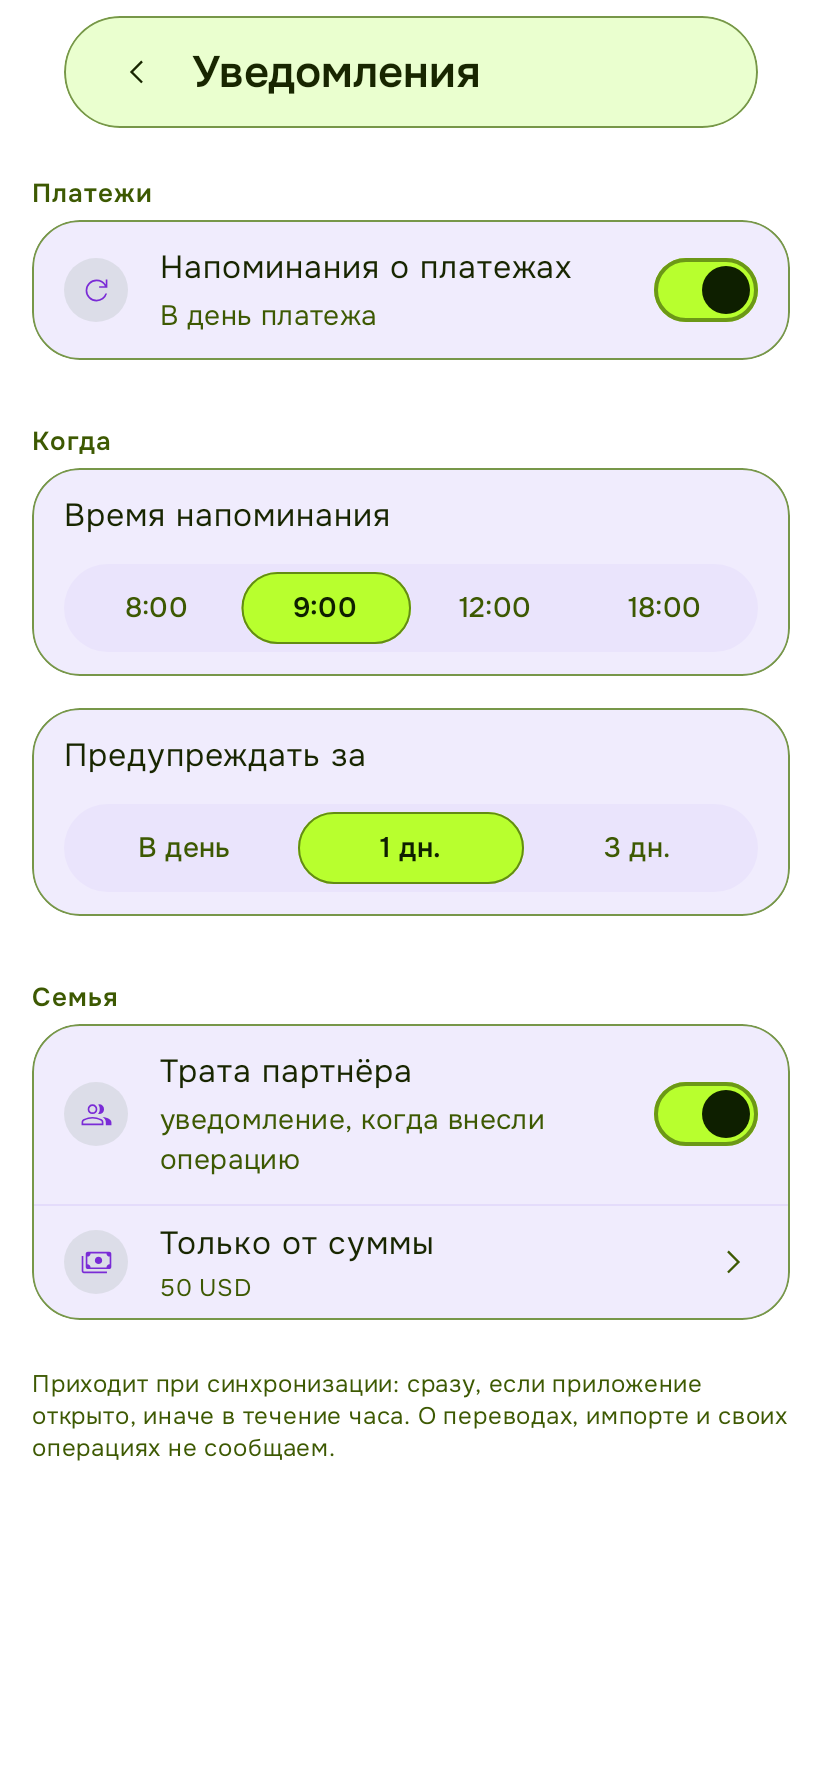 Уведомления
Платежи
Напоминания о платежах
В день платежа
Когда
Время напоминания
8:00 9:00 12:00 18:00
Предупреждать за
В день 1 дн. 3 дн.
Семья
Трата партнёра
уведомление, когда внесли
операцию
Только от суммы
50 USD
Приходит при синхронизации: сразу, если приложение
открыто, иначе в течение часа. О переводах, импорте и своих
операциях не сообщаем.